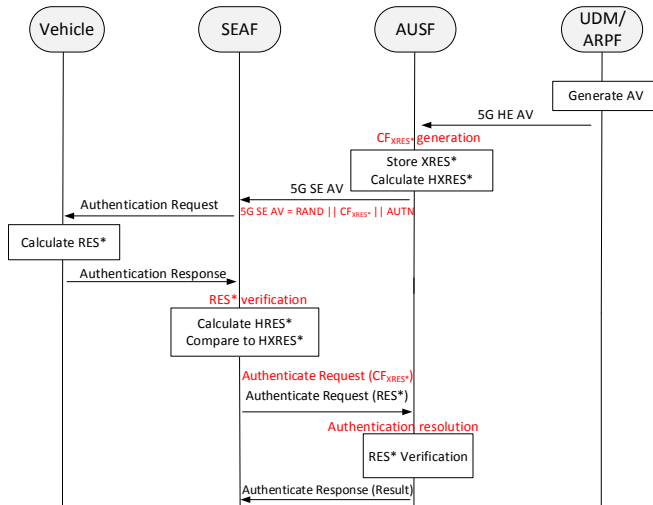 Vehicle
SEAF
AUSF
UDM/
ARPF
Generate AV
5G HE AV
CFXRES* generation
Store XRES*
Calculate HXRES*
5G SE AV
Authentication Request
5G SE AV = RAND || CFXRES* || AUTN
Calculate RES*
Authentication Response
RES* verification
Calculate HRES*
Compare to HXRES*
Authenticate Request (CFXRES*)
Authenticate Request (RES*)
Authentication resolution
RES* Verification
Authenticate Response (Result)